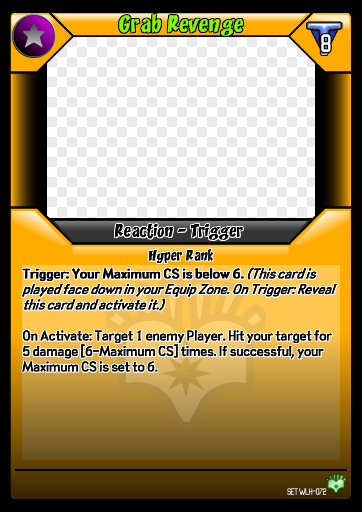 Grab Revenge
8
Reaction - Trigger
Hyper Rank
Trigger: Your Maximum CS is below 6. (This card is
played face down in your Equip Zone. On Trigger: Reveal
this card and activate it.)
On Activate: Target 1 enemy Player. Hit your target for
5 damage [6-Maximum CS] times. If successful, your
Maximum CS is set to 6.
SET WLH-072